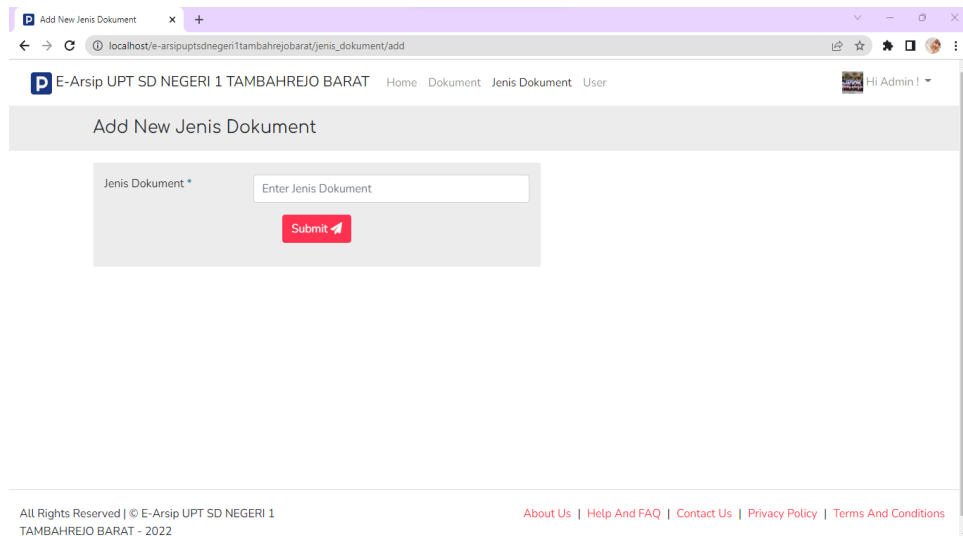 Add New Jenis Dokument
localhost/e-arsipuptsdnegeri1tambahrejobarat/jenis_dokument/add
E-Arsip UPT SD NEGERI 1 TAMBAHREJO BARAT Home Dokument Jenis Dokument User Hi Admin !
Add New Jenis Dokument
Jenis Dokument * Enter Jenis Dokument
Submit
All Rights Reserved | © E-Arsip UPT SD NEGERI 1
TAMBAHREJO BARAT - 2022
About Us | Help And FAQ | Contact Us | Privacy Policy | Terms And Conditions